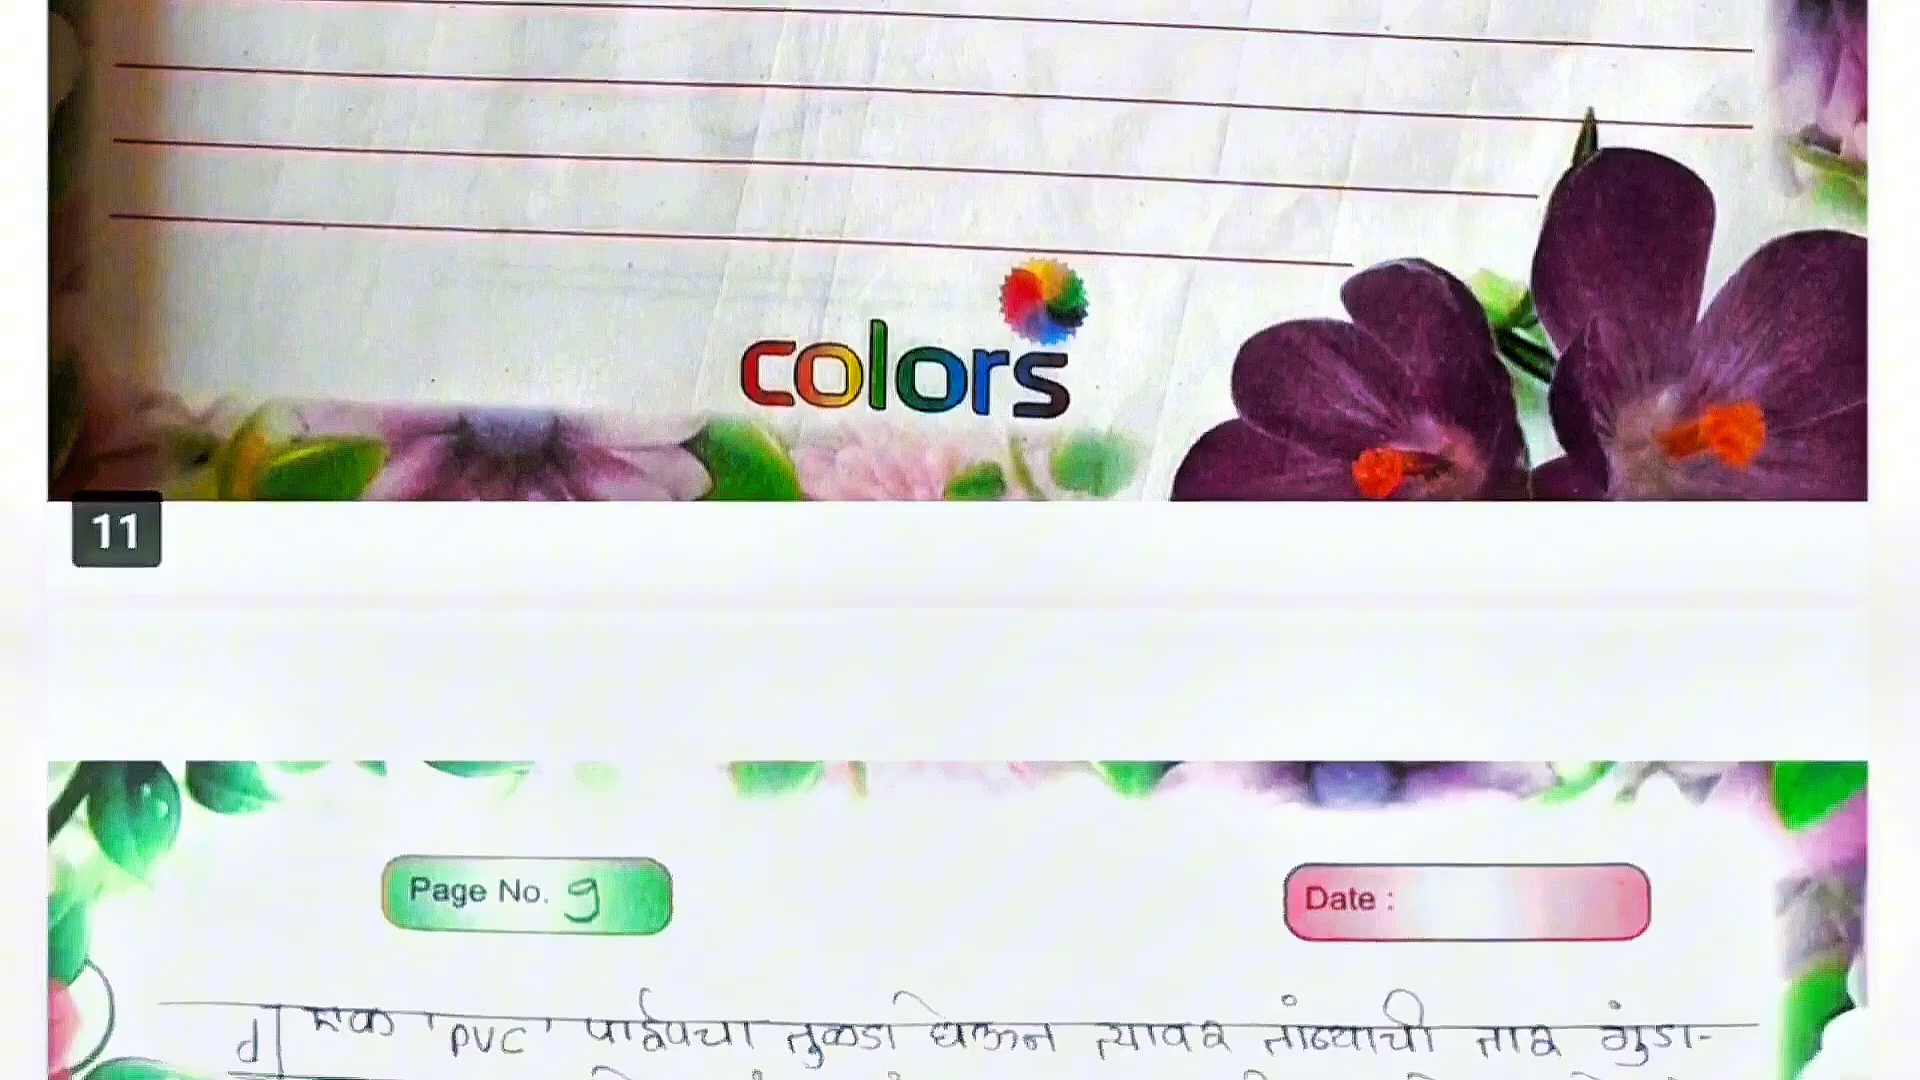 colors
11
Page No. 9
Date :
d| एक 'PVC' पाईपचा तुकडा घेऊन त्यावर तांब्याची तार गुंडा-